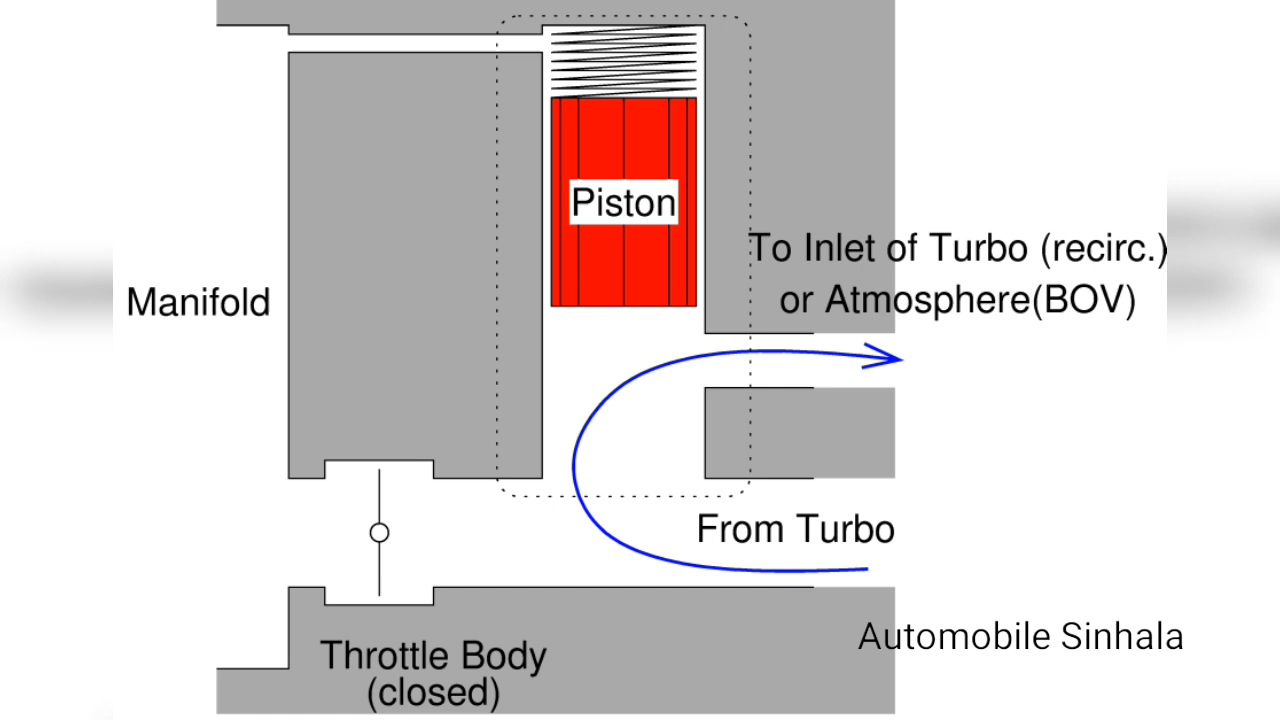 Piston
To Inlet of Turbo (recirc.)
or Atmosphere(BOV)
Manifold
From Turbo
Throttle Body
(closed)
Automobile Sinhala